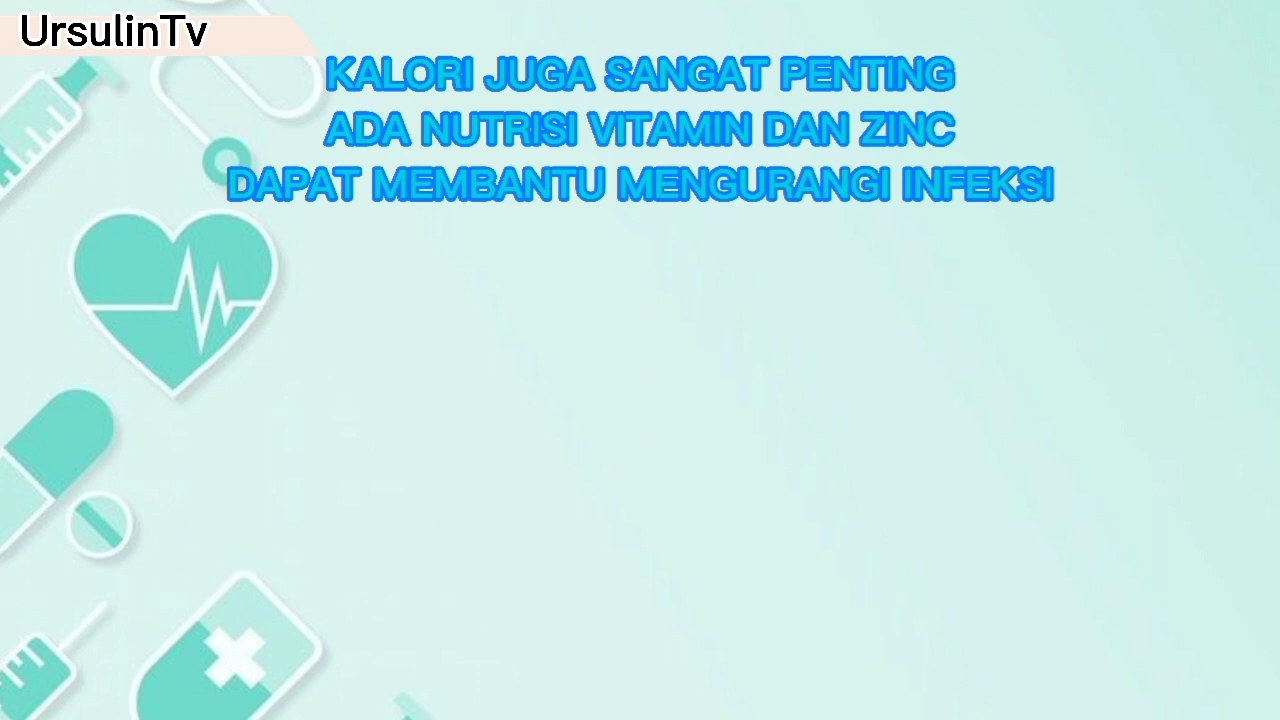 UrsulinTv
KALORI JUGA SANGAT PENTING
ADA NUTRISI VITAMIN DAN ZINC
DAPAT MEMBANTU MENGURANGI INFEKSI